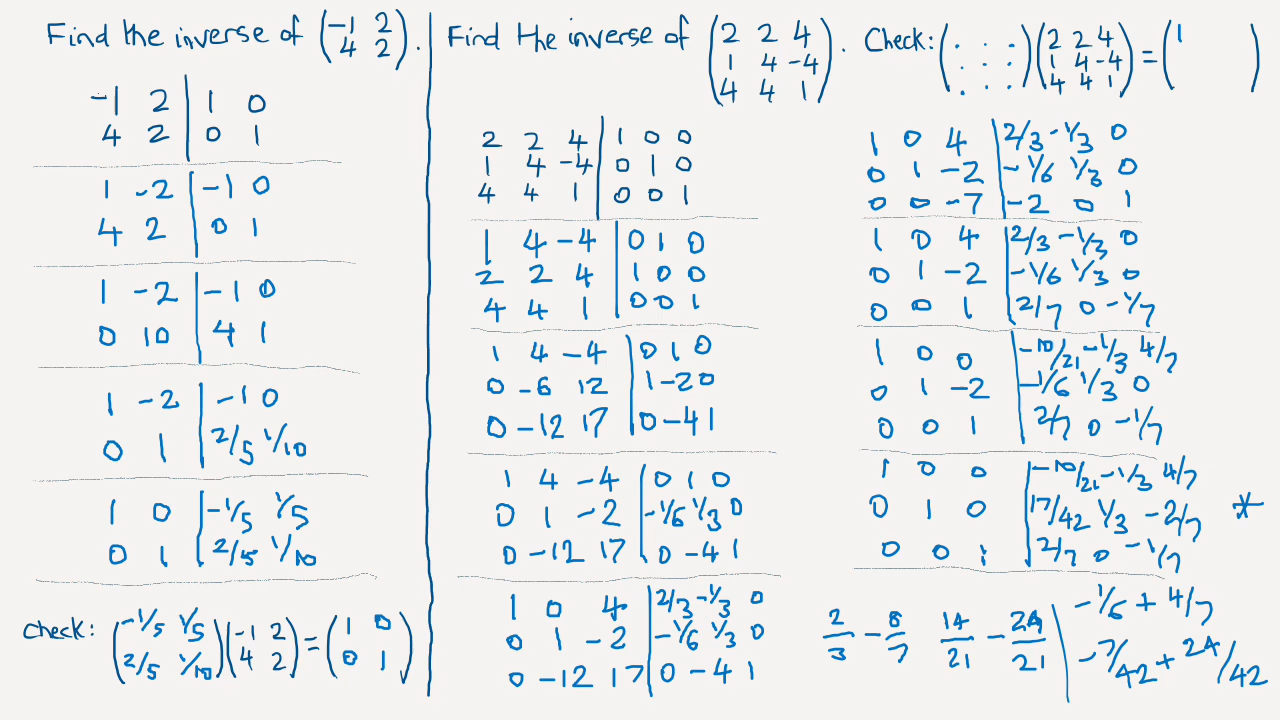 Find the inverse of (-1 2
4 2).
-1 2 | 1 0
4 2 | 0 1
1 -2 | -1 0
4 2 | 0 1
1 -2 | -1 0
0 10 | 4 1
1 -2 | -1 0
0 1 | 2/5 1/10
1 0 | -1/5 1/5
0 1 | 2/5 1/10
Check: (-1/5 1/5 (-1 2 = (1 0
2/5 1/10) 4 2) 0 1)
Find the inverse of (2 2 4
1 4 -4
4 4 1).
2 2 4 | 1 0 0
1 4 -4 | 0 1 0
4 4 1 | 0 0 1
1 4 -4 | 0 1 0
2 2 4 | 1 0 0
4 4 1 | 0 0 1
1 4 -4 | 0 1 0
0 -6 12 | 1 -2 0
0 -12 17 | 0 -4 1
1 4 -4 | 0 1 0
0 1 -2 | -1/6 1/3 0
0 -12 17 | 0 -4 1
1 0 4 | 2/3 -1/3 0
0 1 -2 | -1/6 1/3 0
0 -12 17 | 0 -4 1
Check: (. . . (2 2 4 = (1
. . . 1 4 -4
. . .) 4 4 1) )
1 0 4 | 2/3 -1/3 0
0 1 -2 | -1/6 1/3 0
0 0 -7 | -2 0 1
1 0 4 | 2/3 -1/3 0
0 1 -2 | -1/6 1/3 0
0 0 1 | 2/7 0 -1/7
1 0 0 | -10/21 -1/3 4/7
0 1 -2 | -1/6 1/3 0
0 0 1 | 2/7 0 -1/7
1 0 0 | -10/21 -1/3 4/7
0 1 0 | 17/42 1/3 -2/7 *
0 0 1 | 2/7 0 -1/7
2/3 - 8/7 14/21 - 24/21 | -1/6 + 4/7
-7/42 + 24/42